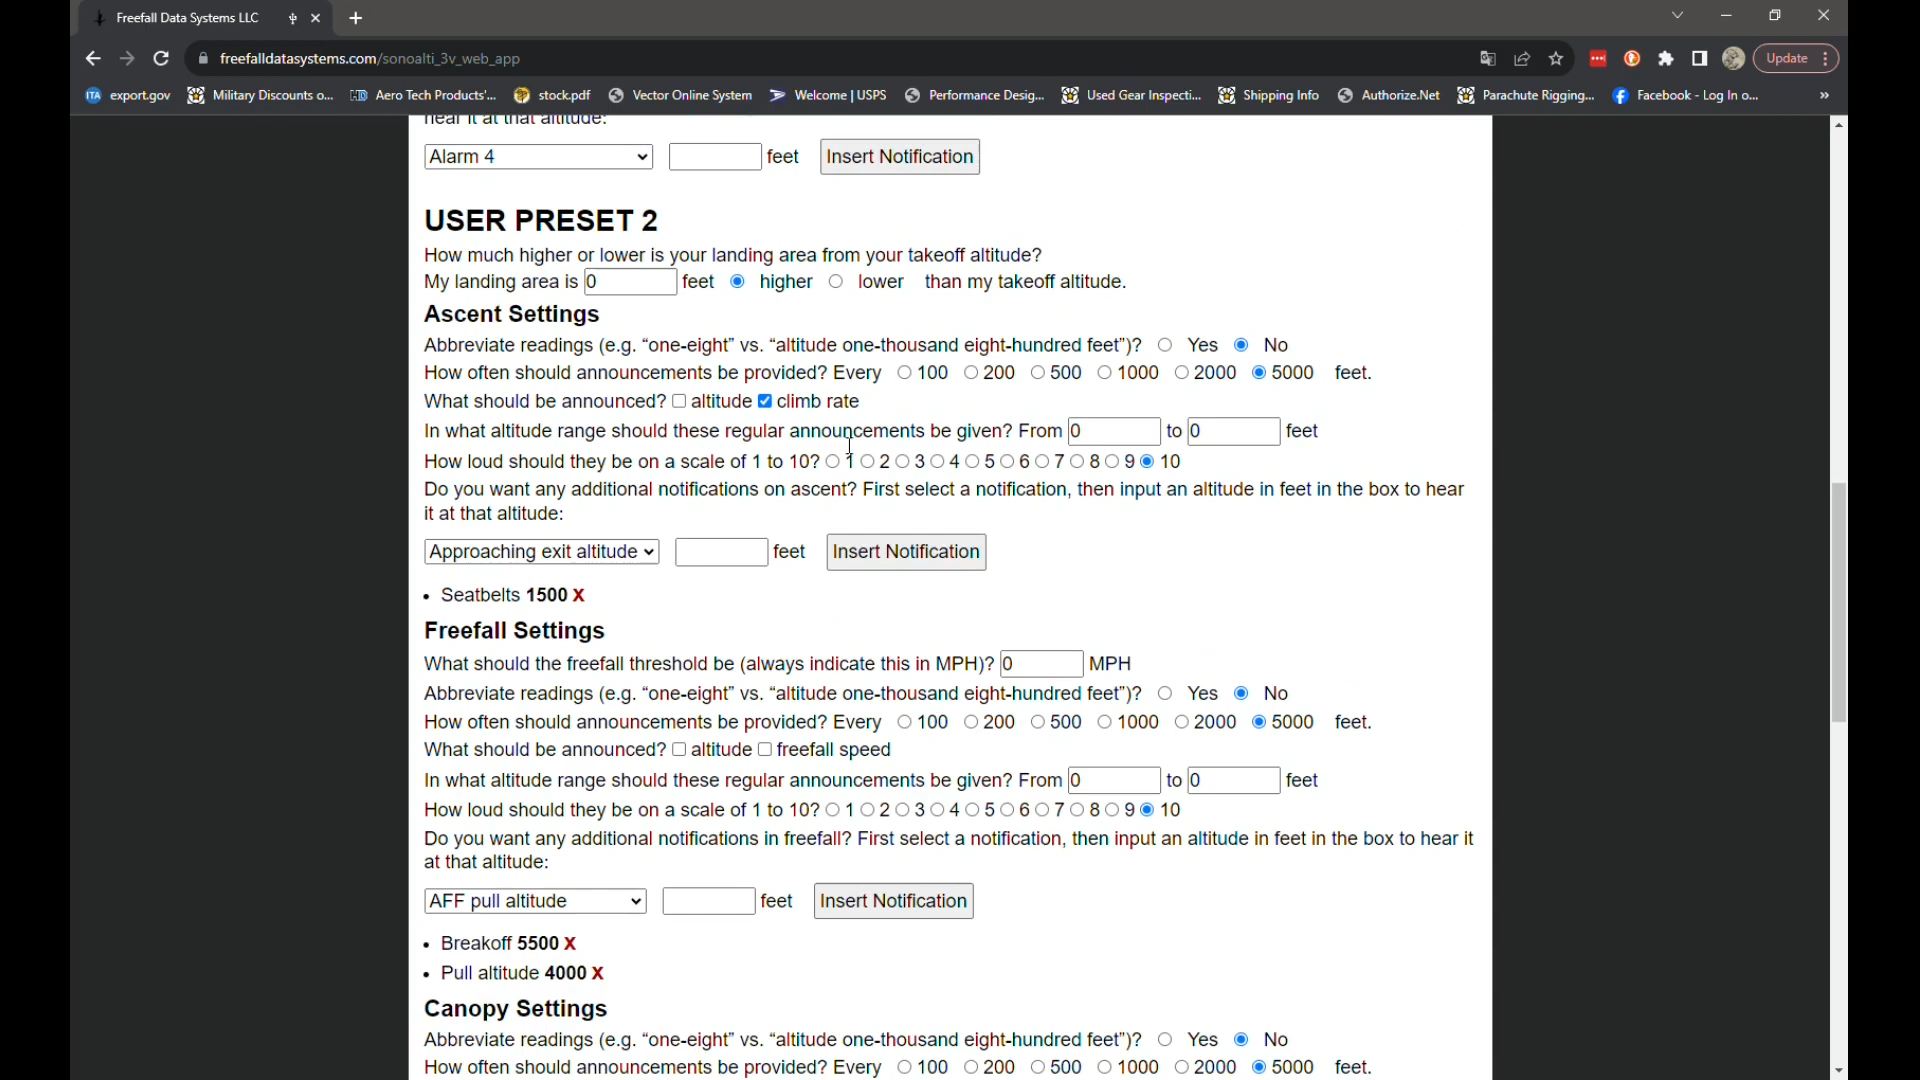 Freefall Data Systems LLC
freefalldatasystems.com/sonoalti_3v_web_app
Update
export.gov Military Discounts o... Aero Tech Products'... stock.pdf Vector Online System Welcome | USPS Performance Desig... Used Gear Inspecti... Shipping Info Authorize.Net Parachute Rigging... Facebook - Log In o... »
hear it at that altitude:
Alarm 4 feet Insert Notification
USER PRESET 2
How much higher or lower is your landing area from your takeoff altitude?
My landing area is 0 feet higher lower than my takeoff altitude.
Ascent Settings
Abbreviate readings (e.g. “one-eight” vs. “altitude one-thousand eight-hundred feet”)? Yes No
How often should announcements be provided? Every 100 200 500 1000 2000 5000 feet.
What should be announced? altitude climb rate
In what altitude range should these regular announcements be given? From 0 to 0 feet
How loud should they be on a scale of 1 to 10? 1 2 3 4 5 6 7 8 9 10
Do you want any additional notifications on ascent? First select a notification, then input an altitude in feet in the box to hear
it at that altitude:
Approaching exit altitude feet Insert Notification
• Seatbelts 1500 X
Freefall Settings
What should the freefall threshold be (always indicate this in MPH)? 0 MPH
Abbreviate readings (e.g. “one-eight” vs. “altitude one-thousand eight-hundred feet”)? Yes No
How often should announcements be provided? Every 100 200 500 1000 2000 5000 feet.
What should be announced? altitude freefall speed
In what altitude range should these regular announcements be given? From 0 to 0 feet
How loud should they be on a scale of 1 to 10? 1 2 3 4 5 6 7 8 9 10
Do you want any additional notifications in freefall? First select a notification, then input an altitude in feet in the box to hear it
at that altitude:
AFF pull altitude feet Insert Notification
• Breakoff 5500 X
• Pull altitude 4000 X
Canopy Settings
Abbreviate readings (e.g. “one-eight” vs. “altitude one-thousand eight-hundred feet”)? Yes No
How often should announcements be provided? Every 100 200 500 1000 2000 5000 feet.